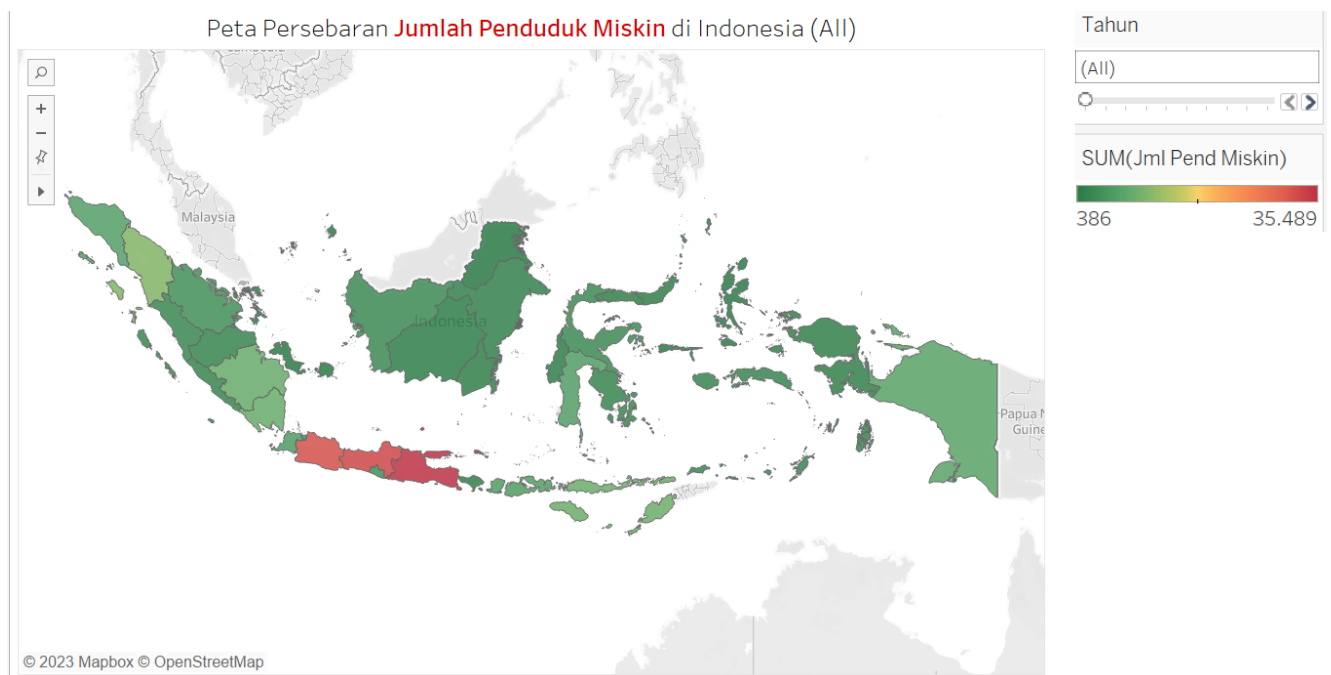 Peta Persebaran Jumlah Penduduk Miskin di Indonesia (All)
Tahun
(All)
SUM(Jml Pend Miskin)
386 35.489
Malaysia
Indonesia
Papua N
Guine
© 2023 Mapbox © OpenStreetMap